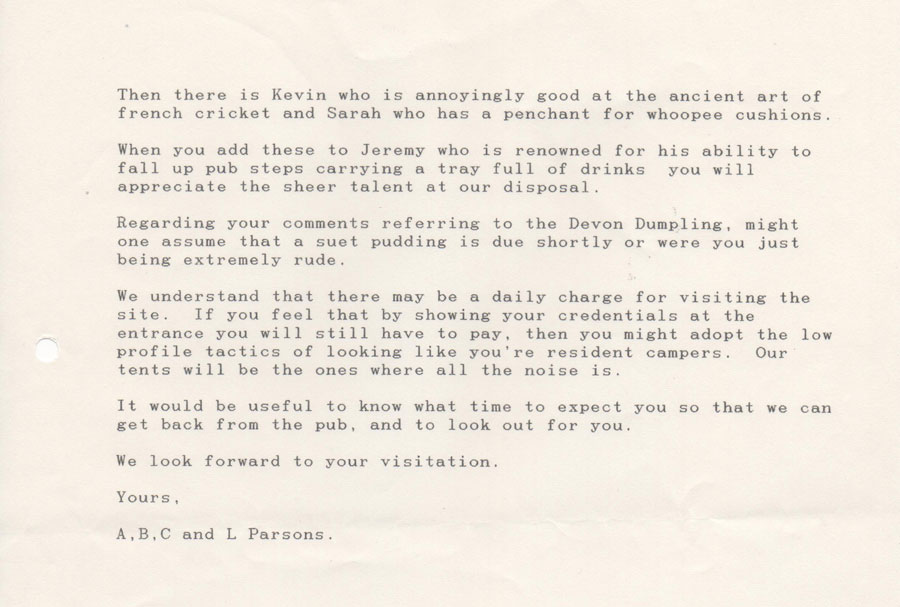 Then there is Kevin who is annoyingly good at the ancient art of
french cricket and Sarah who has a penchant for whoopee cushions.
When you add these to Jeremy who is renowned for his ability to
fall up pub steps carrying a tray full of drinks  you will
appreciate the sheer talent at our disposal.
Regarding your comments referring to the Devon Dumpling, might
one assume that a suet pudding is due shortly or were you just
being extremely rude.
We understand that there may be a daily charge for visiting the
site.  If you feel that by showing your credentials at the
entrance you will still have to pay, then you might adopt the low
profile tactics of looking like you're resident campers.  Our
tents will be the ones where all the noise is.
It would be useful to know what time to expect you so that we can
get back from the pub, and to look out for you.
We look forward to your visitation.
Yours,
A,B,C and L Parsons.